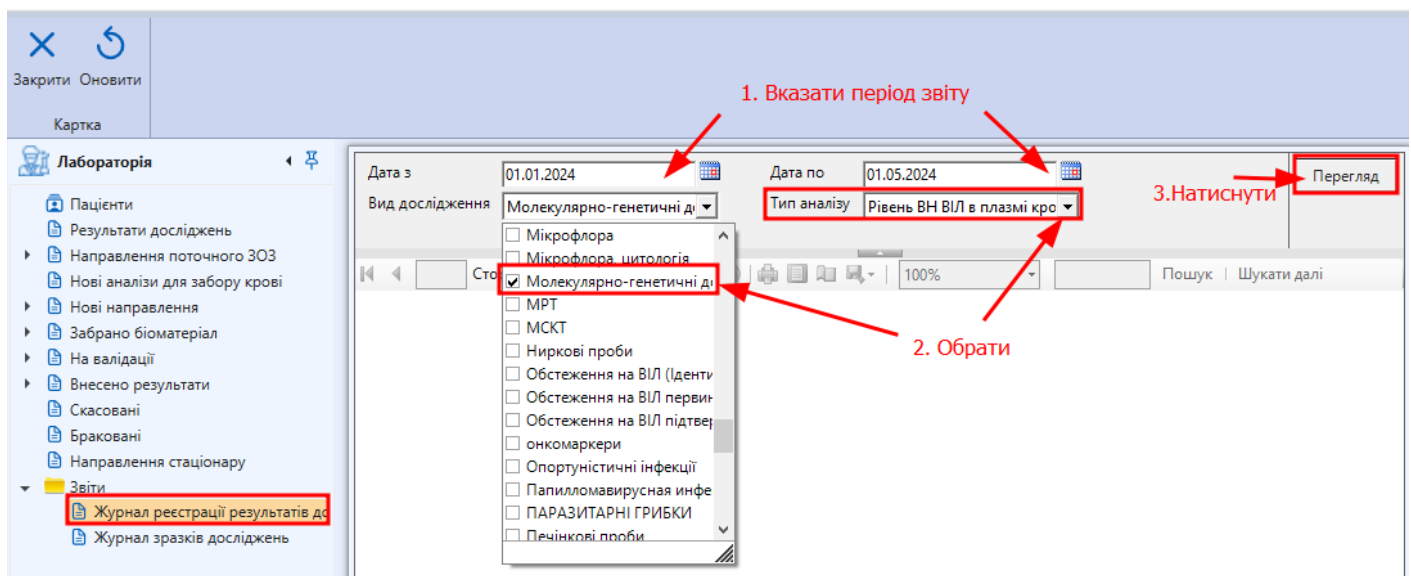 Закрити Оновити
Картка
1. Вказати період звіту
Лабораторія
Пацієнти
Результати досліджень
Направлення поточного ЗОЗ
Нові аналізи для забору крові
Нові направлення
Забрано біоматеріал
На валідації
Внесено результати
Скасовані
Браковані
Направлення стаціонару
Звіти
Журнал реєстрації результатів до
Журнал зразків досліджень
Дата з 01.01.2024 Дата по 01.05.2024
Вид дослідження Молекулярно-генетичні д Тип аналізу Рівень ВН ВІЛ в плазмі кро
3.Натиснути
Перегляд
Сто 100% Пошук | Шукати далі
Мікрофлора
Мікрофлора, цитологія
Молекулярно-генетичні д
МРТ
МСКТ
Ниркові проби
Обстеження на ВІЛ (Іденти
Обстеження на ВІЛ первин
Обстеження на ВІЛ підтвер
онкомаркери
Опортуністичні інфекції
Папилломавирусная инфе
ПАРАЗИТАРНІ ГРИБКИ
Печінкові проби
2. Обрати